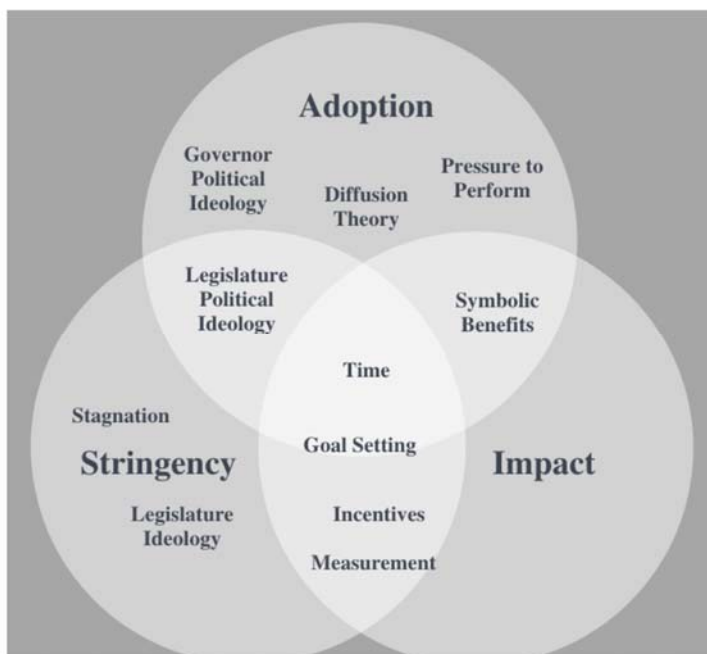 Adoption
Governor
Political
Ideology
Diffusion
Theory
Pressure to
Perform
Legislature
Political
Ideology
Symbolic
Benefits
Time
Stagnation
Goal Setting
Stringency
Impact
Legislature
Ideology
Incentives
Measurement